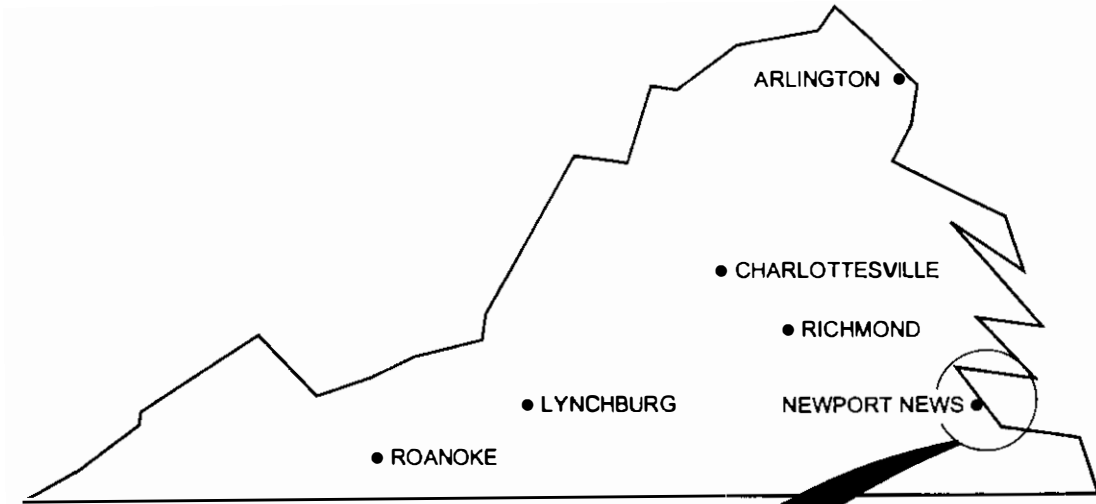 ARLINGTON
CHARLOTTESVILLE
RICHMOND
LYNCHBURG
NEWPORT NEWS
ROANOKE